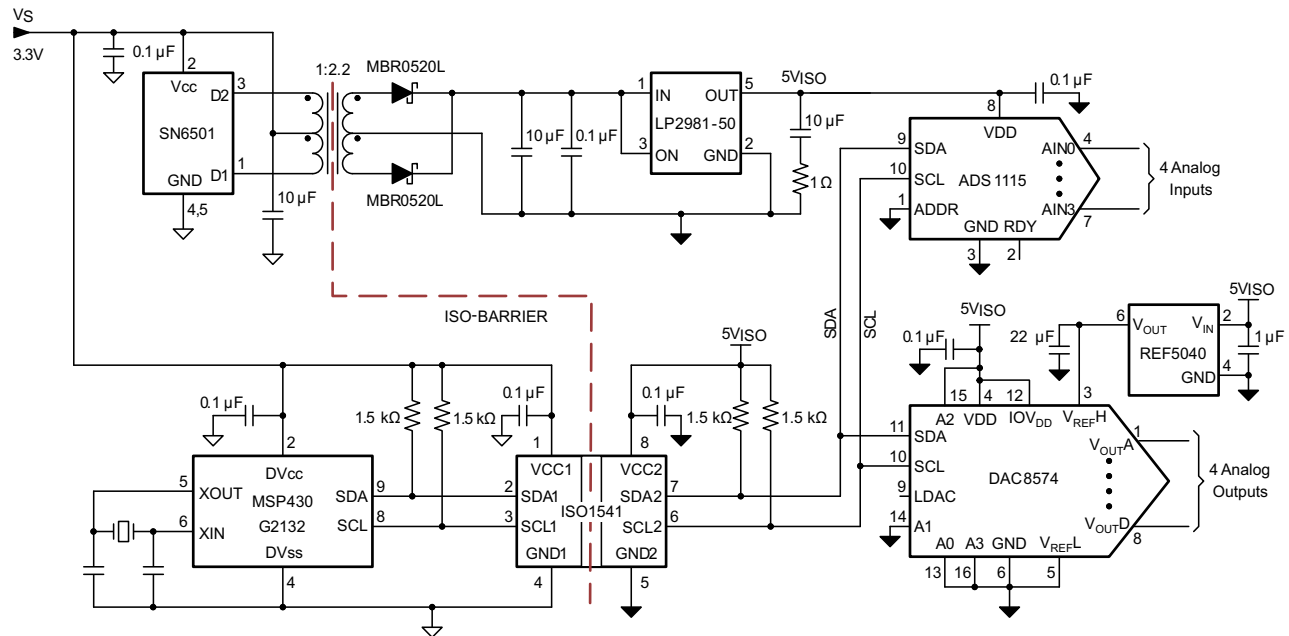 VS
3.3V
0.1 µF
2
Vcc
D2
3
SN6501
D1
1
GND
4,5
10 µF
1:2.2
MBR0520L
MBR0520L
10 µF
0.1 µF
1
IN
OUT
5
LP2981-50
3
ON
GND
2
5VISO
10 µF
1 Ω
0.1 µF
8
VDD
9
SDA
10
SCL
ADS1115
1
ADDR
GND
RDY
3
2
AIN0
4
AIN3
7
4 Analog
Inputs
ISO-BARRIER
SDA
SCL
0.1 µF
2
DVcc
5
XOUT
MSP430
G2132
6
XIN
SDA
9
SCL
8
DVss
4
1.5 kΩ
1.5 kΩ
0.1 µF
1
VCC1
2
SDA1
3
SCL1
GND1
4
ISO1541
5VISO
0.1 µF
8
VCC2
SDA2
7
SCL2
6
GND2
5
1.5 kΩ
1.5 kΩ
5VISO
0.1 µF
15
4
12
3
A2
VDD
IOVDD
VREFH
11
SDA
10
SCL
9
LDAC
14
A1
DAC8574
A0
A3
GND
VREFL
13
16
6
5
VOUTA
1
VOUTD
8
4 Analog
Outputs
22 µF
6
VOUT
VIN
2
REF5040
GND
4
5VISO
1 µF